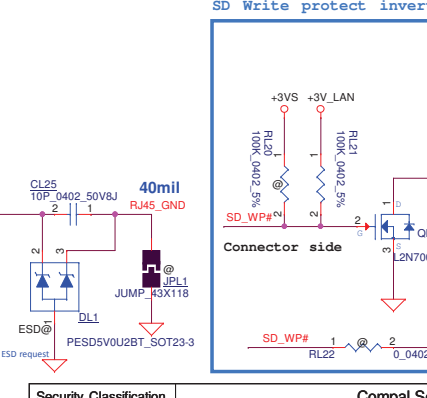 SD Write protect invert
+3VS +3V_LAN
RL20
100K_0402_5%
RL21
100K_0402_5%
1
1
@
2
2
SD_WP#
Connector side
2
G
1
D
S
3
L2N700
CL25
10P_0402_50V8J
2 1
40mil
RJ45_GND
@
JPL1
JUMP_43X118
2
3
1
DL1
ESD@
PESD5V0U2BT_SOT23-3
ESD request
SD_WP#
1 @ 2
RL22 0_0402
Security Classification
Compal Se